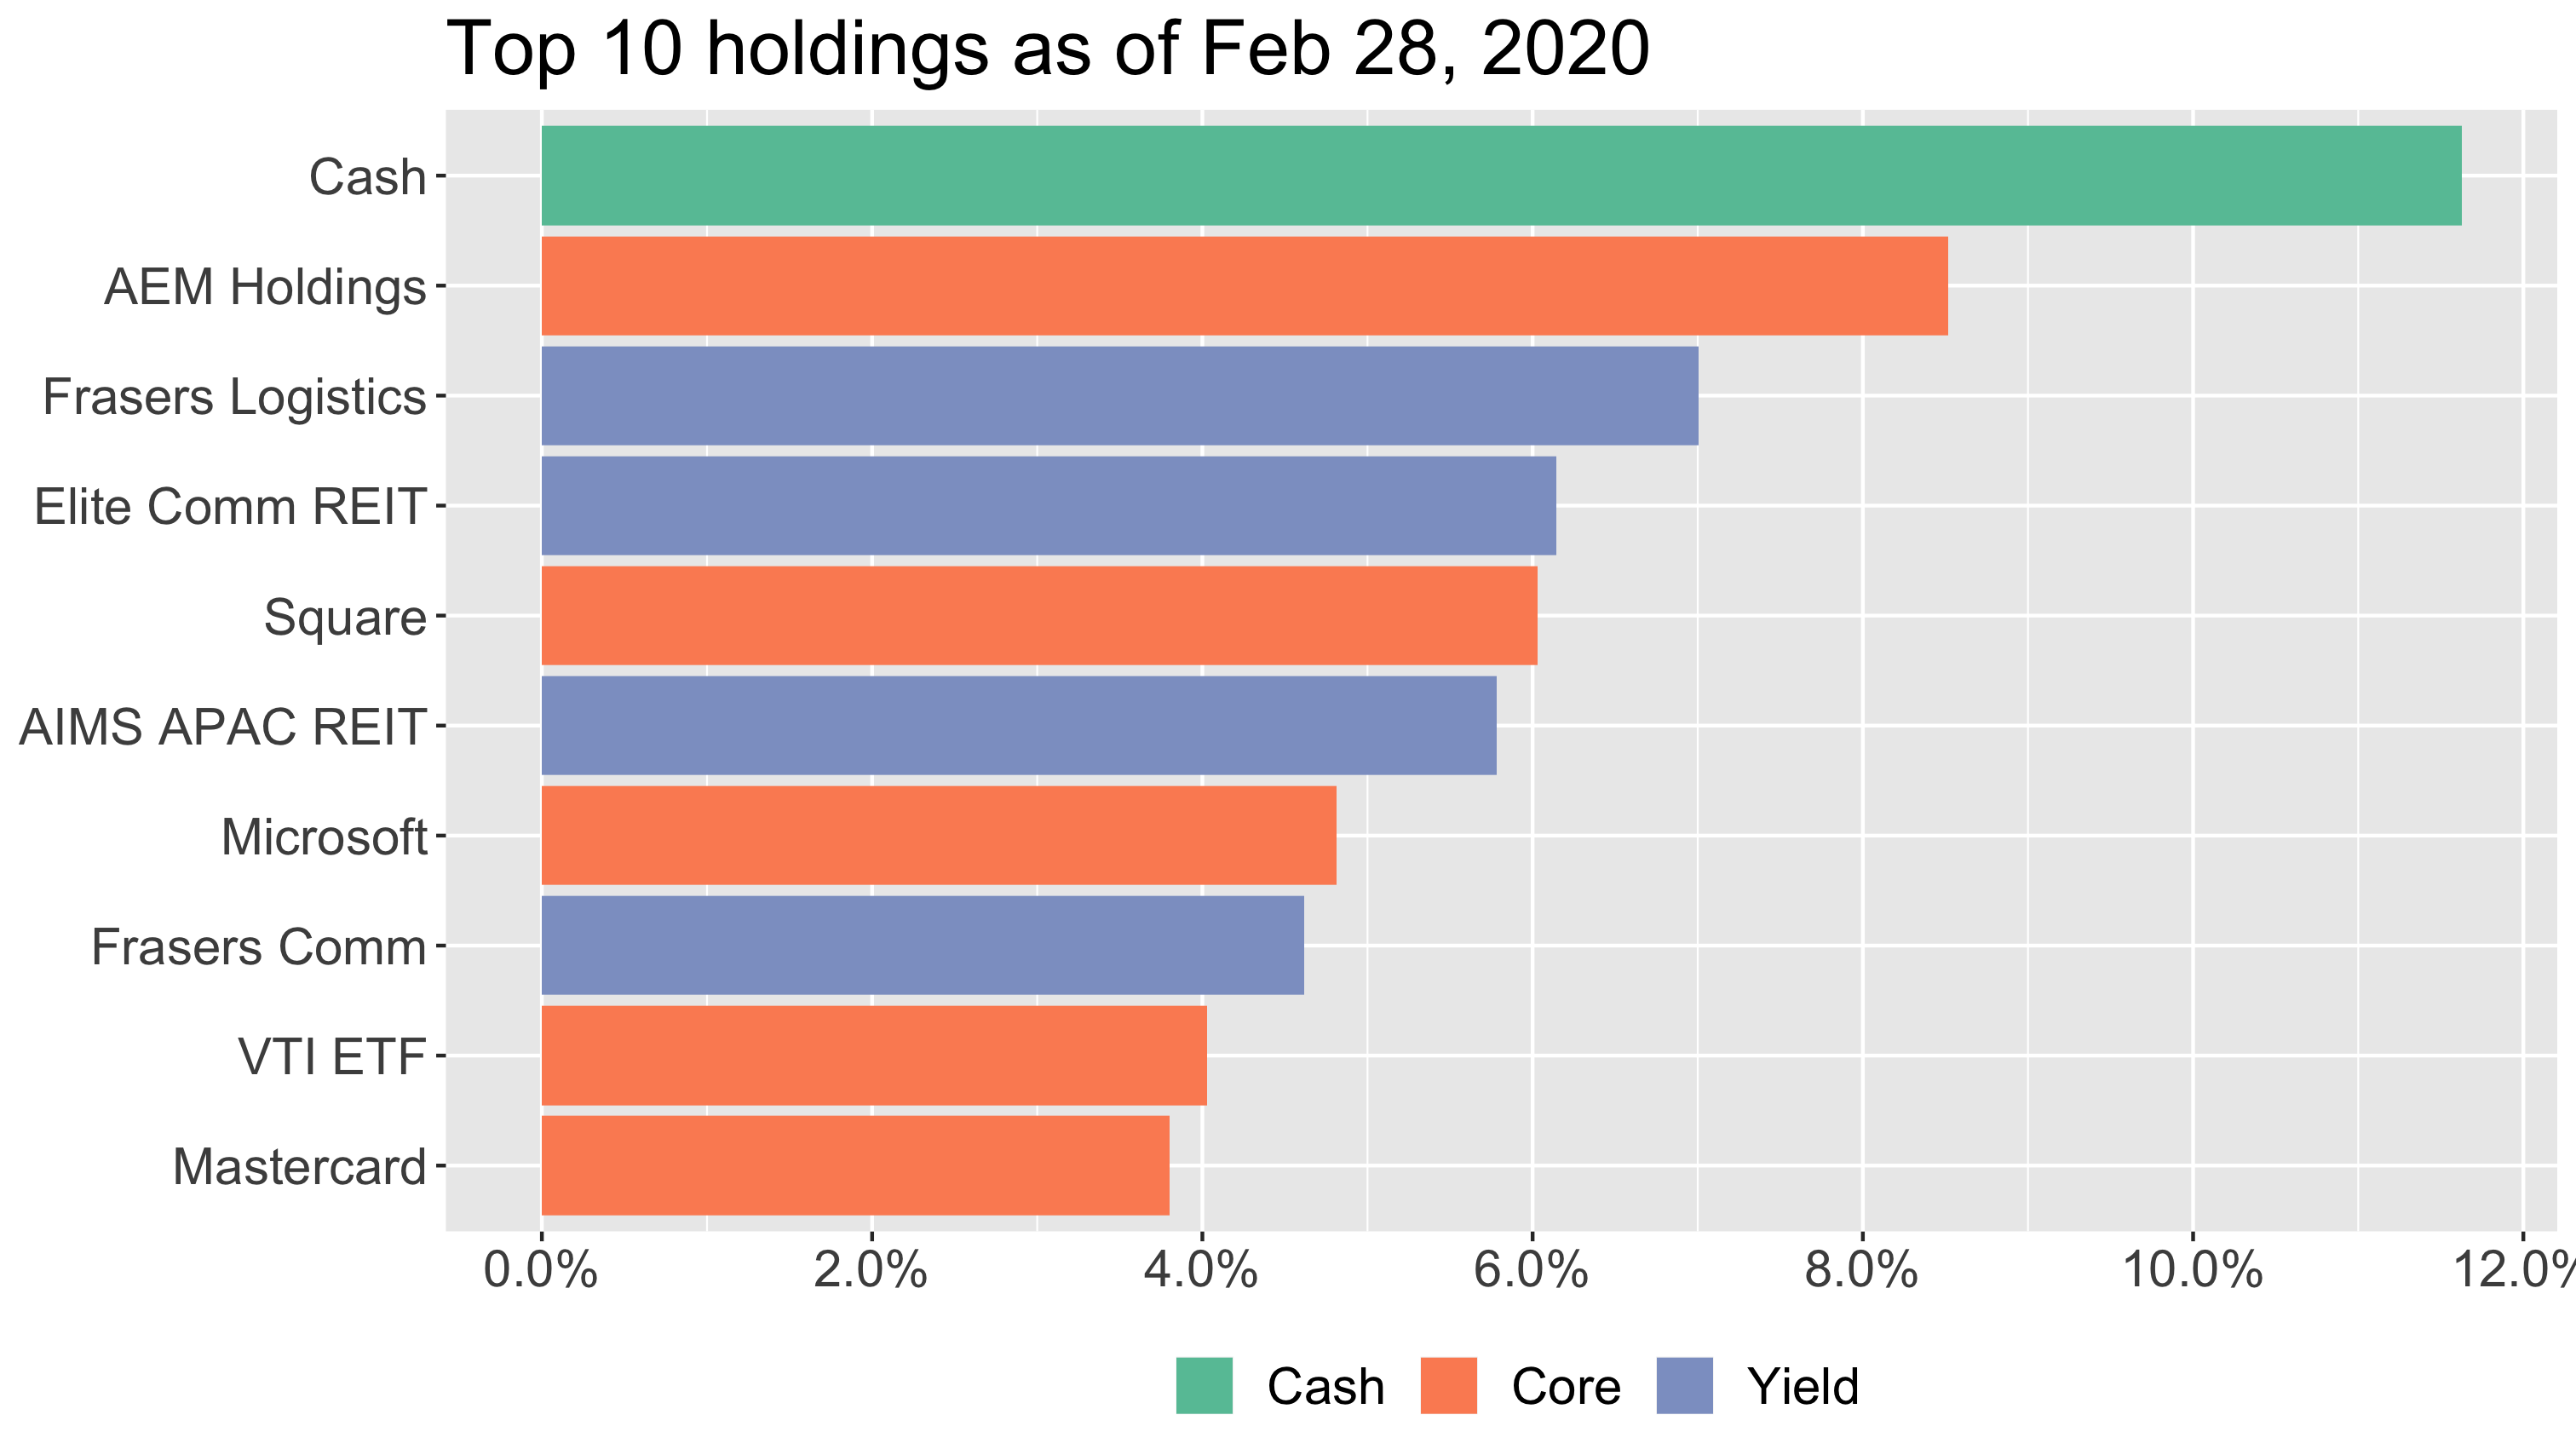 Top 10 holdings as of Feb 28, 2020
Cash
AEM Holdings
Frasers Logistics
Elite Comm REIT
Square
AIMS APAC REIT
Microsoft
Frasers Comm
VTI ETF
Mastercard
0.0% 2.0% 4.0% 6.0% 8.0% 10.0% 12.0%
Cash Core Yield